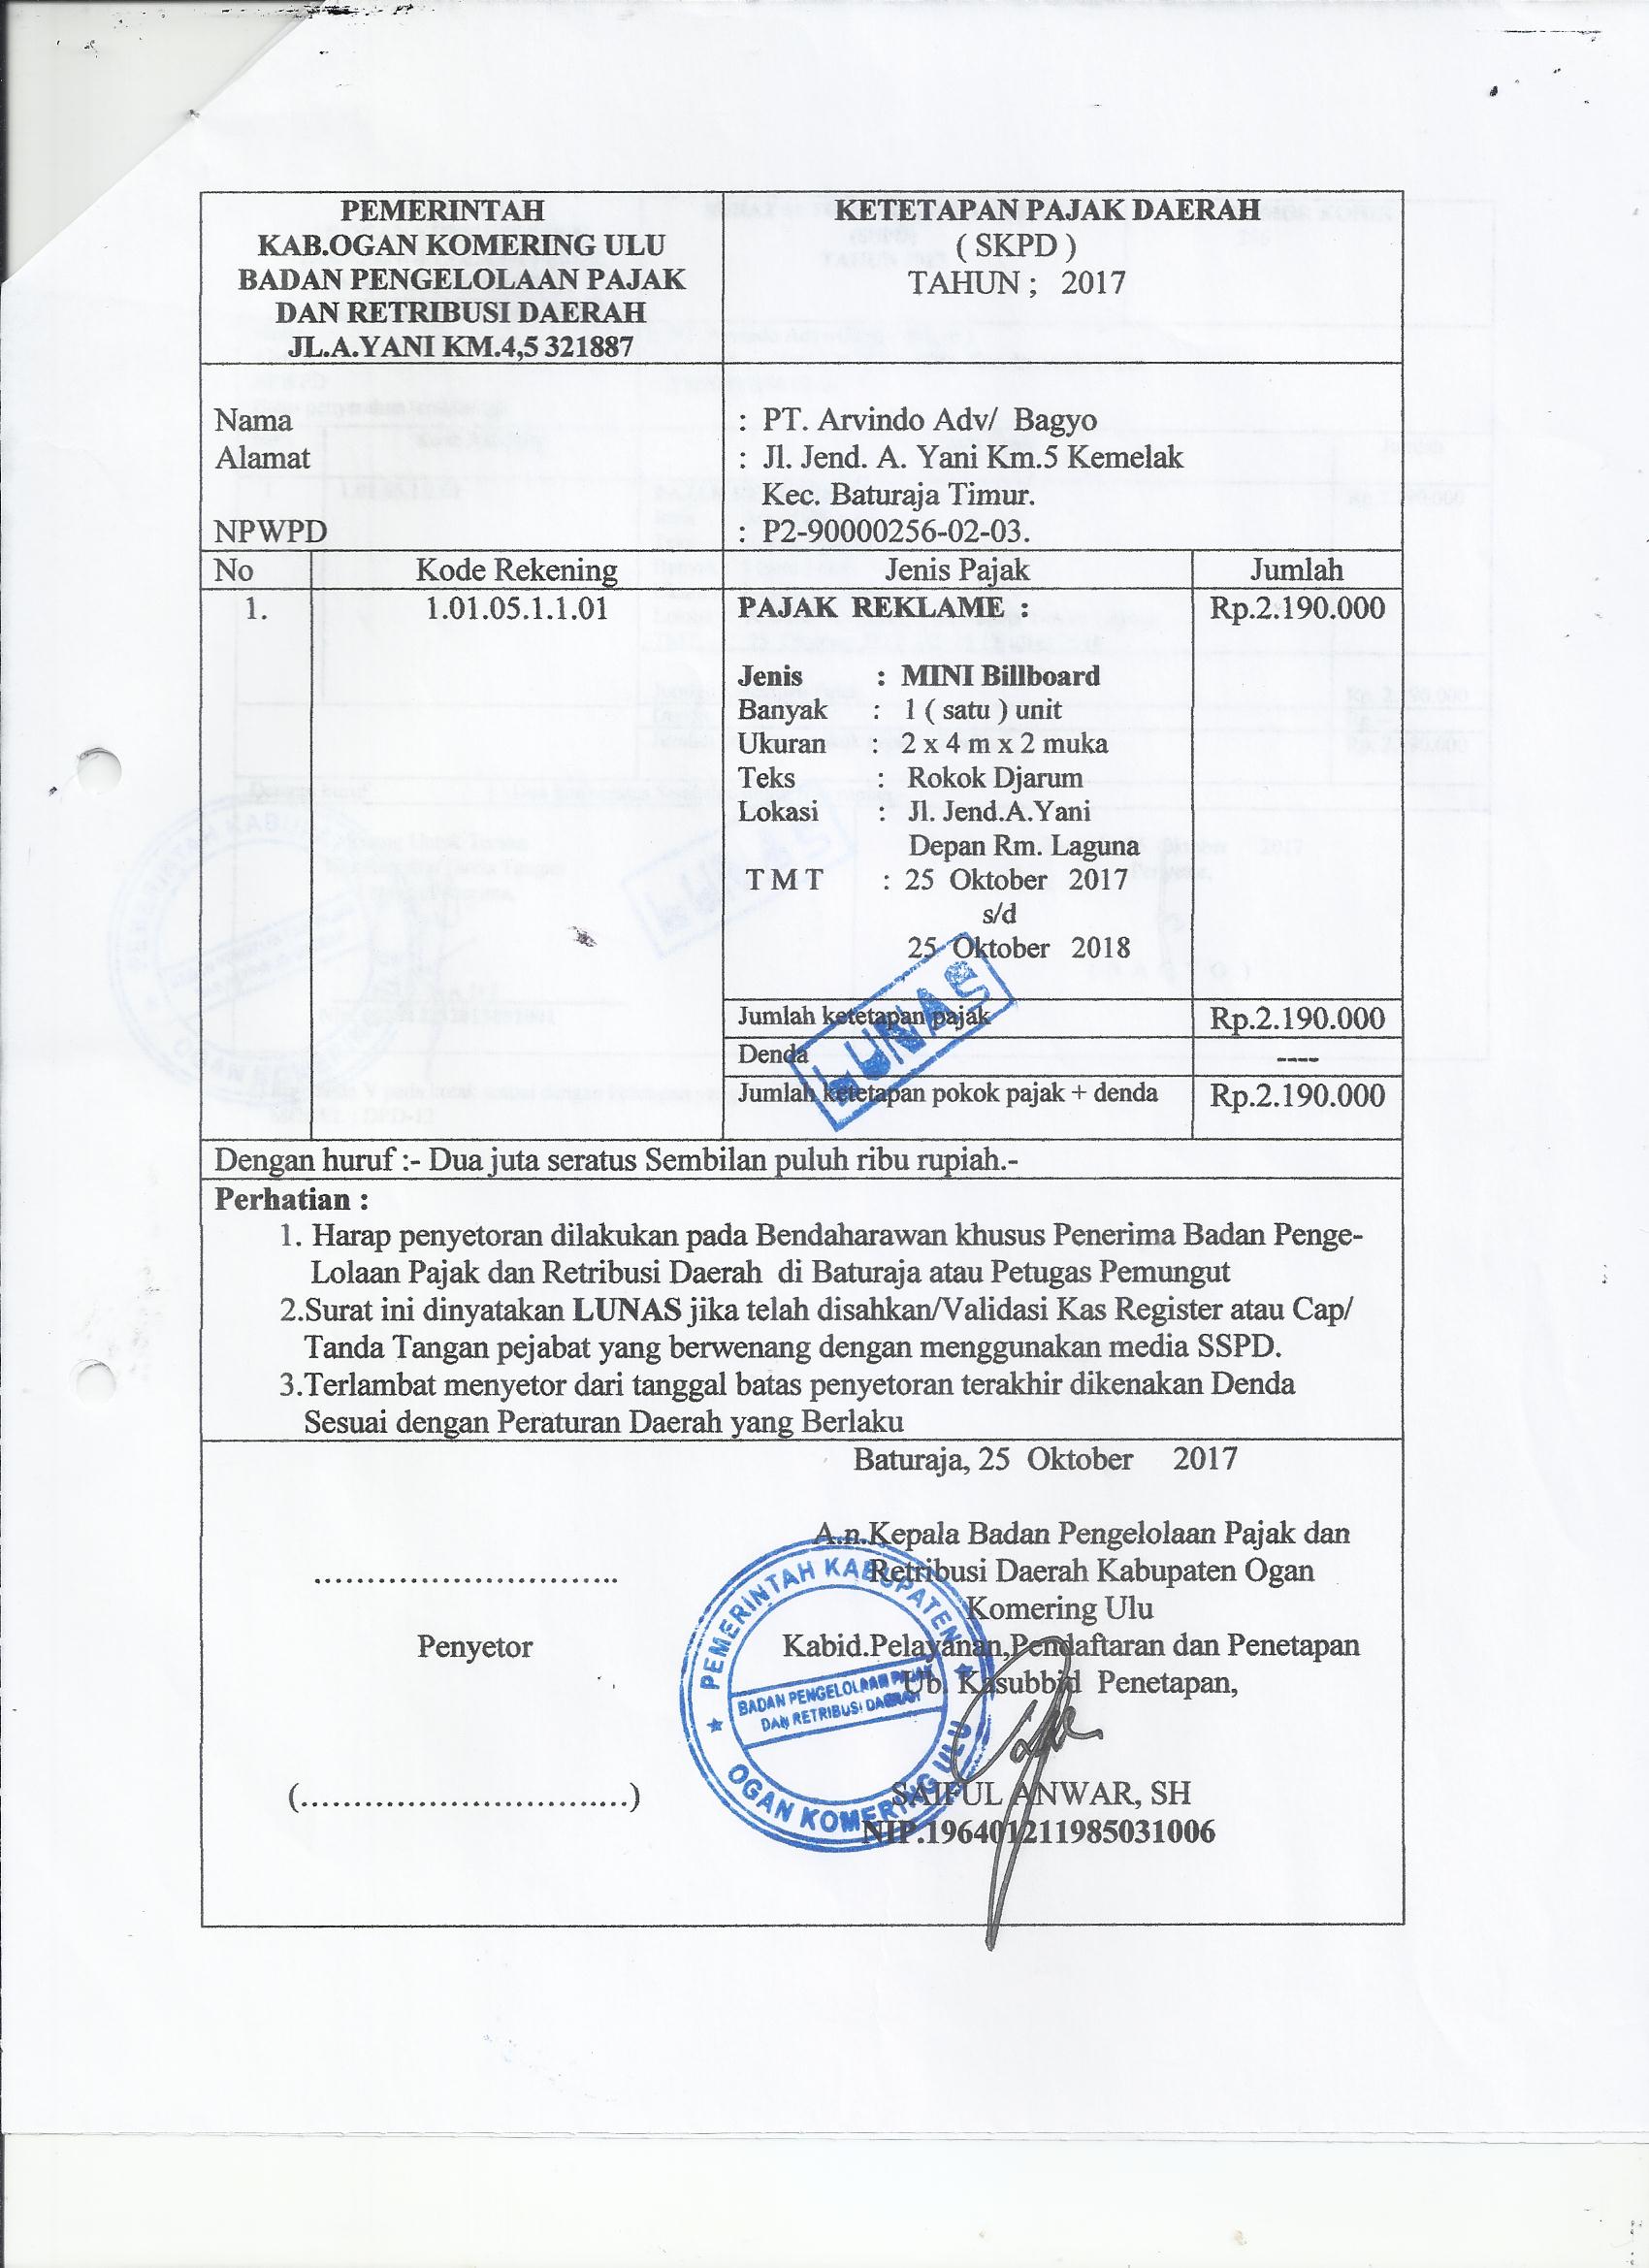 PEMERINTAH
KAB.OGAN KOMERING ULU
BADAN PENGELOLAAN PAJAK
DAN RETRIBUSI DAERAH
JL.A.YANI KM.4,5 321887
KETETAPAN PAJAK DAERAH
( SKPD )
TAHUN ; 2017
Nama : PT. Arvindo Adv/ Bagyo
Alamat : Jl. Jend. A. Yani Km.5 Kemelak
Kec. Baturaja Timur.
NPWPD : P2-90000256-02-03.
No Kode Rekening Jenis Pajak Jumlah
1. 1.01.05.1.1.01 PAJAK REKLAME : Rp.2.190.000
Jenis : MINI Billboard
Banyak : 1 ( satu ) unit
Ukuran : 2 x 4 m x 2 muka
Teks : Rokok Djarum
Lokasi : Jl. Jend.A.Yani
Depan Rm. Laguna
T M T : 25 Oktober 2017
s/d
25 Oktober 2018
LUNAS
Jumlah ketetapan pajak Rp.2.190.000
Denda ----
Jumlah ketetapan pokok pajak + denda Rp.2.190.000
Dengan huruf :- Dua juta seratus Sembilan puluh ribu rupiah.-
Perhatian :
1. Harap penyetoran dilakukan pada Bendaharawan khusus Penerima Badan Penge-
Lolaan Pajak dan Retribusi Daerah di Baturaja atau Petugas Pemungut
2.Surat ini dinyatakan LUNAS jika telah disahkan/Validasi Kas Register atau Cap/
Tanda Tangan pejabat yang berwenang dengan menggunakan media SSPD.
3.Terlambat menyetor dari tanggal batas penyetoran terakhir dikenakan Denda
Sesuai dengan Peraturan Daerah yang Berlaku
Baturaja, 25 Oktober 2017
A.n.Kepala Badan Pengelolaan Pajak dan
Retribusi Daerah Kabupaten Ogan
Komering Ulu
Kabid.Pelayanan,Pendaftaran dan Penetapan
Ub. Kasubbid Penetapan,
..............................
Penyetor
(................................)
PEMERINTAH KABUPATEN
BADAN PENGELOLAAN PAJAK
DAN RETRIBUSI DAERAH
OGAN KOMERING ULU
SAIFUL ANWAR, SH
NIP.196401211985031006